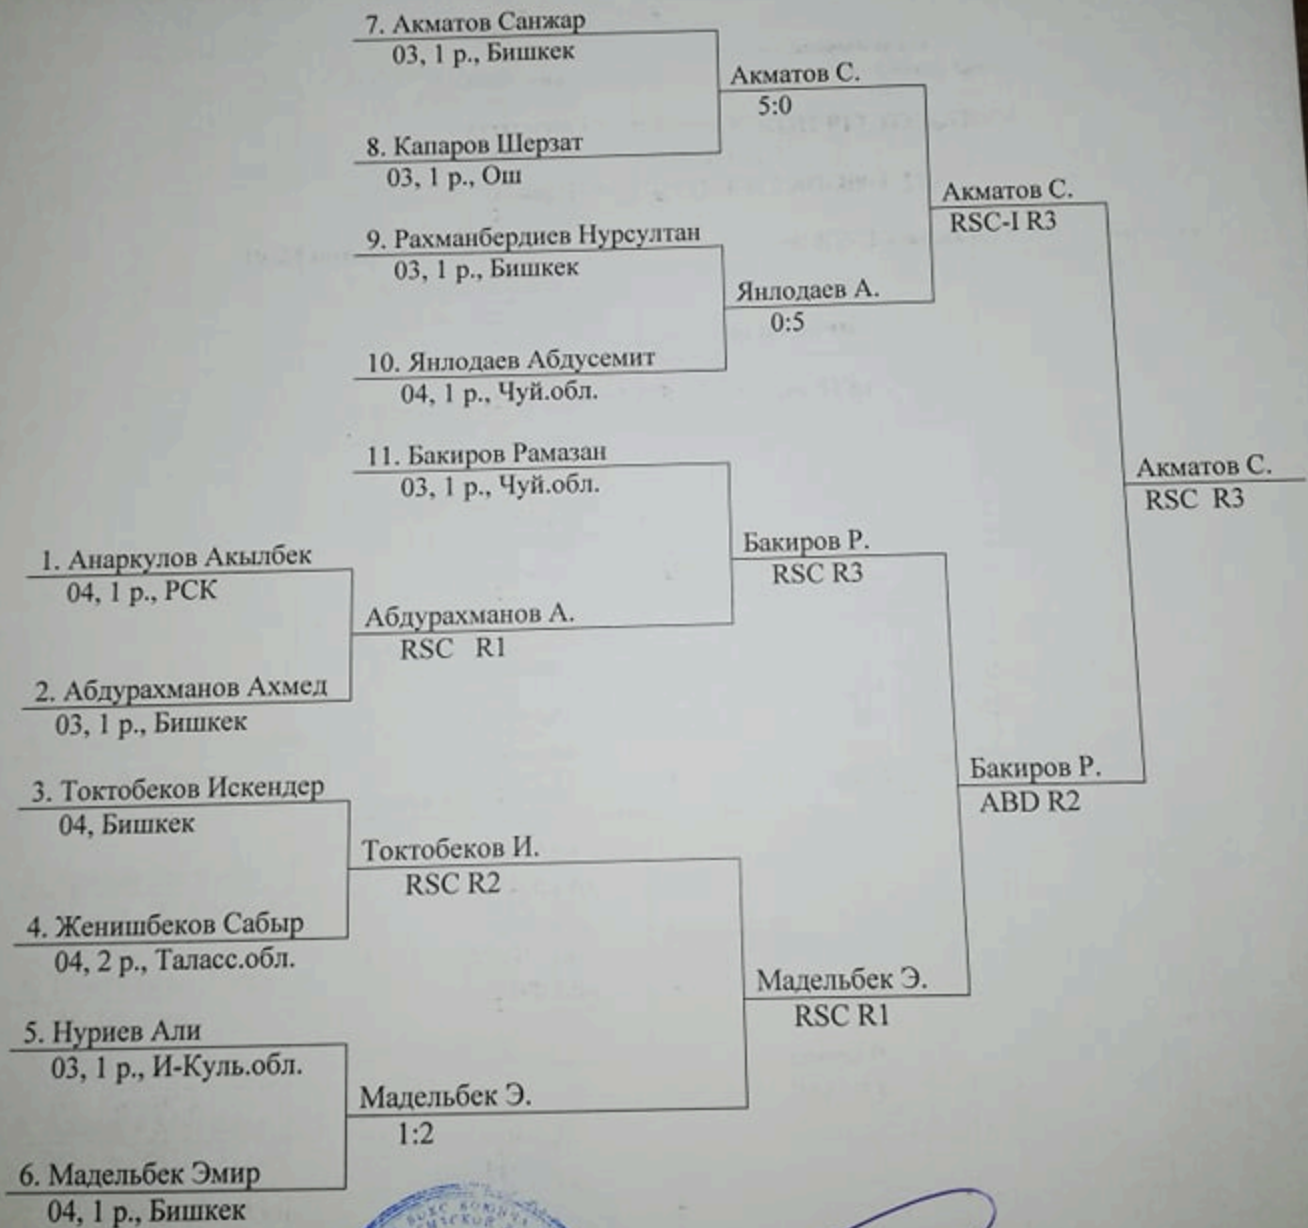 7. Акматов Санжар
03, 1 р., Бишкек
Акматов С.
5:0
8. Капаров Шерзат
03, 1 р., Ош
Акматов С.
RSC-I R3
9. Рахманбердиев Нурсултан
03, 1 р., Бишкек
Янлодаев А.
0:5
10. Янлодаев Абдусемит
04, 1 р., Чуй.обл.
11. Бакиров Рамазан
03, 1 р., Чуй.обл.
Акматов С.
RSC R3
Бакиров Р.
RSC R3
1. Анаркулов Акылбек
04, 1 р., РСК
Абдурахманов А.
RSC R1
2. Абдурахманов Ахмед
03, 1 р., Бишкек
Бакиров Р.
ABD R2
3. Токтобеков Искендер
04, Бишкек
Токтобеков И.
RSC R2
4. Женишбеков Сабыр
04, 2 р., Таласс.обл.
Мадельбек Э.
RSC R1
5. Нуриев Али
03, 1 р., И-Куль.обл.
Мадельбек Э.
1:2
6. Мадельбек Эмир
04, 1 р., Бишкек